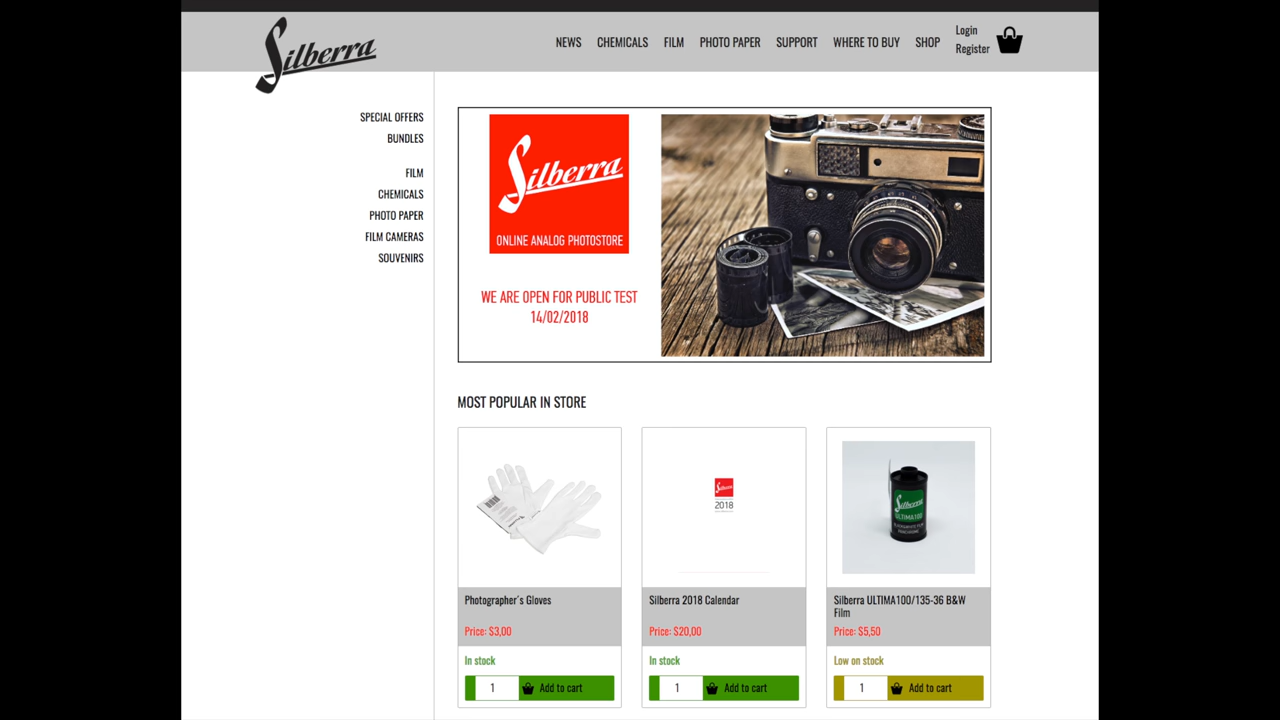 Silberra
NEWS
CHEMICALS
FILM
PHOTO PAPER
SUPPORT
WHERE TO BUY
SHOP
Login
Register
SPECIAL OFFERS
BUNDLES
FILM
CHEMICALS
PHOTO PAPER
FILM CAMERAS
SOUVENIRS
Silberra
ONLINE ANALOG PHOTOSTORE
WE ARE OPEN FOR PUBLIC TEST
14/02/2018
MOST POPULAR IN STORE
Photographer´s Gloves
Price: $3,00
In stock
1
Add to cart
Silberra
2018
Silberra 2018 Calendar
Price: $20,00
In stock
1
Add to cart
Silberra
ULTIMA100
Silberra ULTIMA100/135-36 B&W
Film
Price: $5,50
Low on stock
1
Add to cart